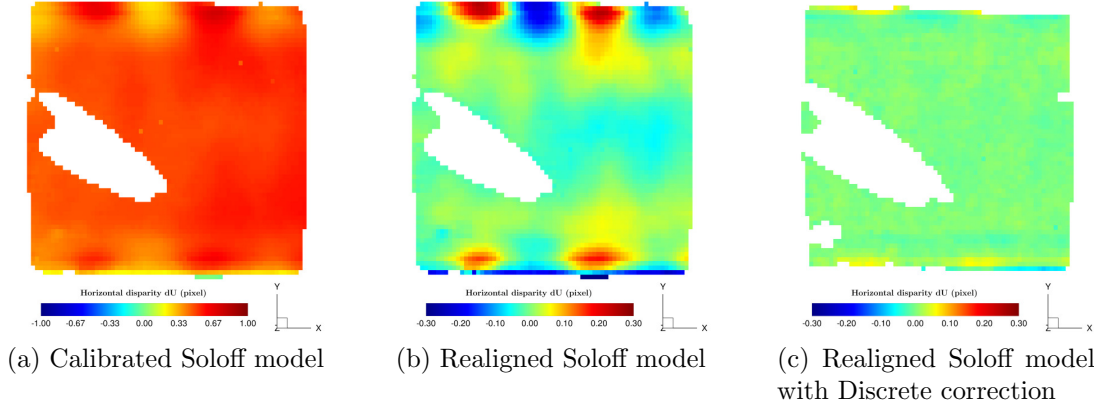 Horizontal disparity dU (pixel)
-1.00 -0.67 -0.33 0.00 0.33 0.67 1.00
Y
Z X
(a) Calibrated Soloff model
Horizontal disparity dU (pixel)
-0.30 -0.20 -0.10 0.00 0.10 0.20 0.30
Y
Z X
(b) Realigned Soloff model
Horizontal disparity dU (pixel)
-0.30 -0.20 -0.10 0.00 0.10 0.20 0.30
Y
Z X
(c) Realigned Soloff model
with Discrete correction